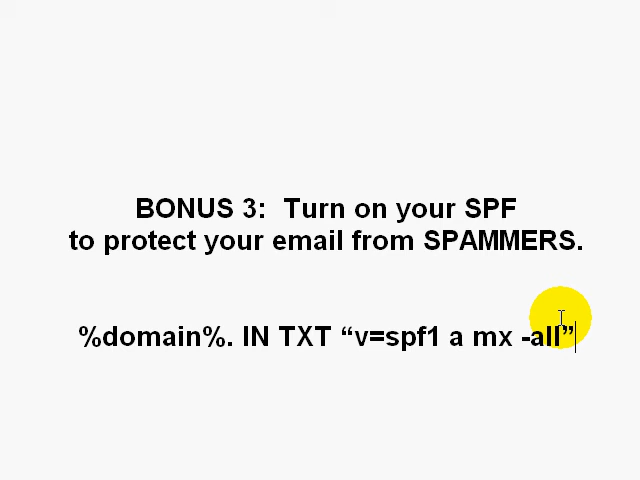 BONUS 3:  Turn on your SPF
to protect your email from SPAMMERS.
%domain%. IN TXT “v=spf1 a mx -all”